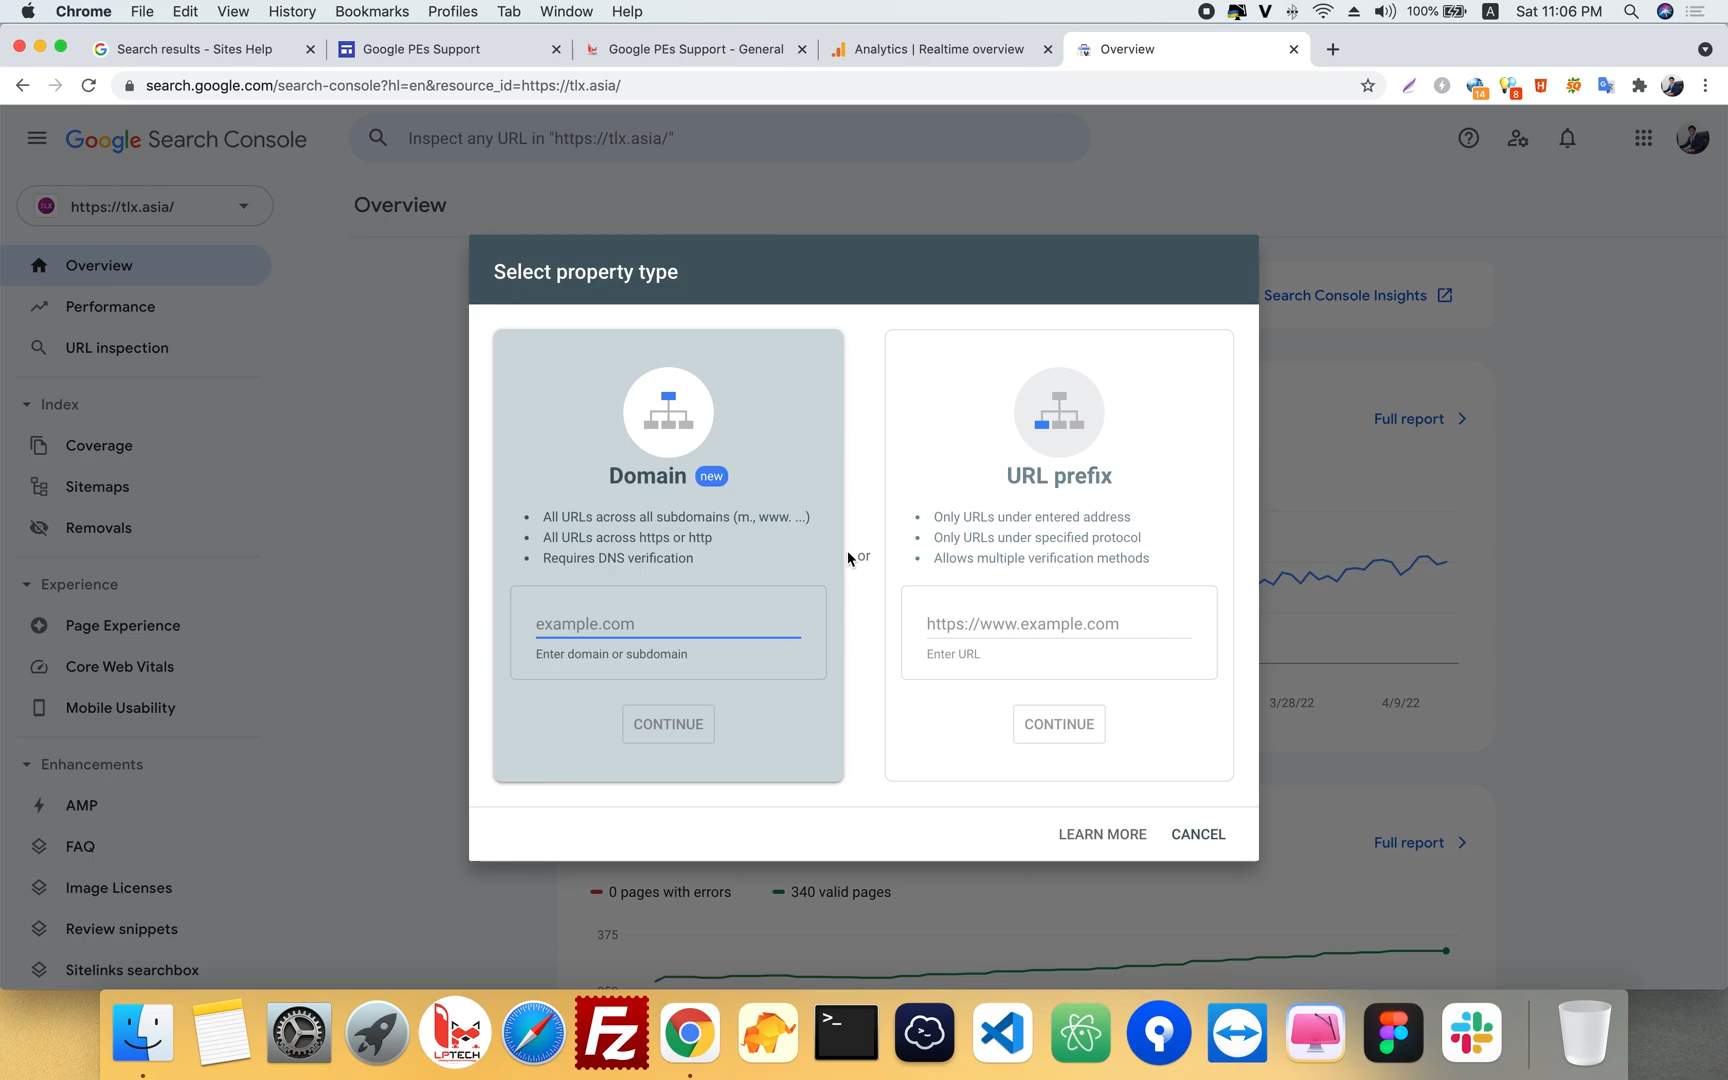 Chrome File Edit View History Bookmarks Profiles Tab Window Help
V 100% A Sat 11:06 PM
Search results - Sites Help
Google PEs Support
Google PEs Support - General
Analytics | Realtime overview
Overview
search.google.com/search-console?hl=en&resource_id=https://tlx.asia/
14
8
Google Search Console
Inspect any URL in "https://tlx.asia/"
TLX
https://tlx.asia/
Overview
Overview
Performance
URL inspection
Index
Coverage
Sitemaps
Removals
Experience
Page Experience
Core Web Vitals
Mobile Usability
Enhancements
AMP
FAQ
Image Licenses
Review snippets
Sitelinks searchbox
Search Console Insights
Full report
3/28/22 4/9/22
Select property type
Domain new
All URLs across all subdomains (m., www. ...)
All URLs across https or http
Requires DNS verification
example.com
Enter domain or subdomain
CONTINUE
or
URL prefix
Only URLs under entered address
Only URLs under specified protocol
Allows multiple verification methods
https://www.example.com
Enter URL
CONTINUE
LEARN MORE CANCEL
Full report
0 pages with errors 340 valid pages
375
LPTECH
Fz
>_